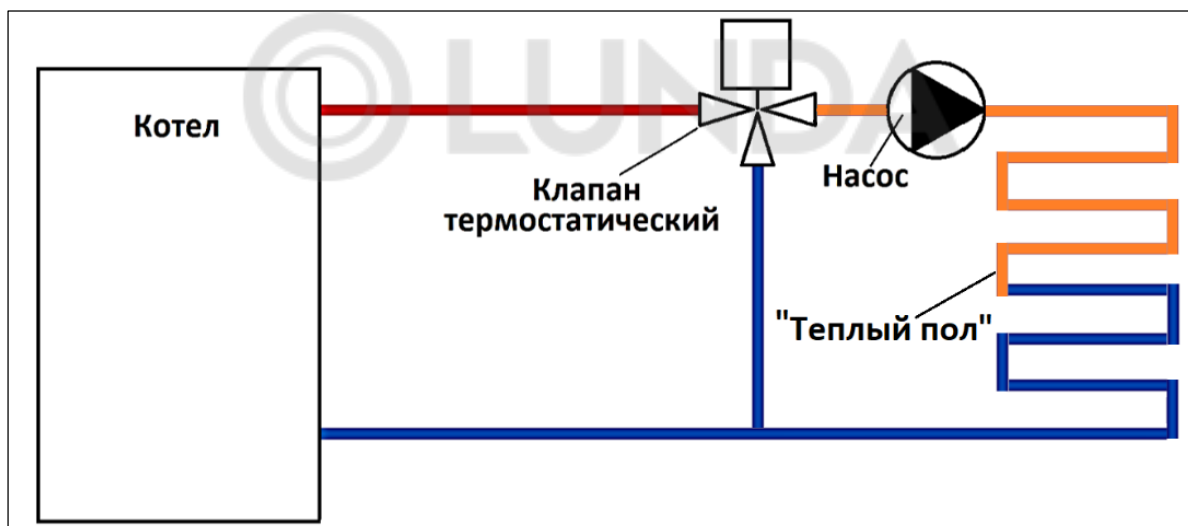 LUNDA
Котел
Клапан
термостатический
Насос
"Теплый пол"